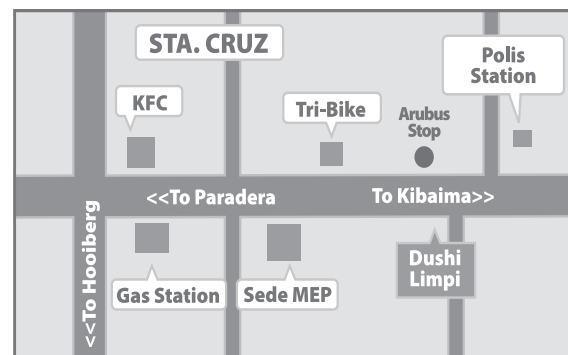 STA. CRUZ
Polis
Station
KFC
Tri-Bike
Arubus
Stop
<<To Paradera
To Kibaima>>
<<To Hooiberg
Gas Station
Sede MEP
Dushi
Limpi